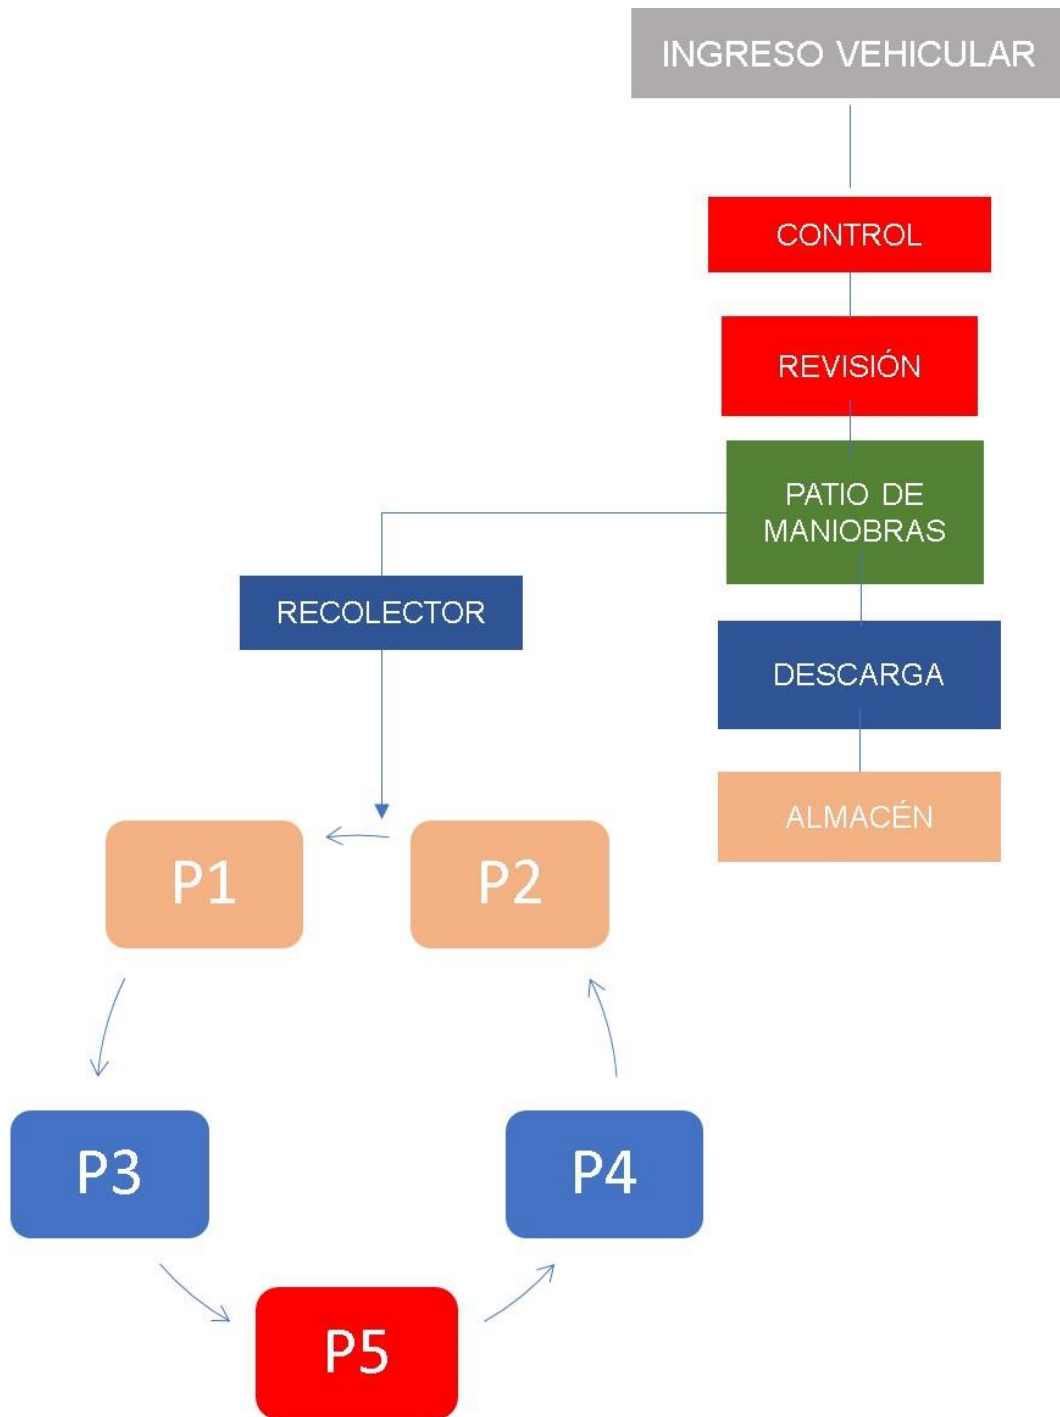 INGRESO VEHICULAR
CONTROL
REVISIÓN
PATIO DE
MANIOBRAS
RECOLECTOR
DESCARGA
ALMACÉN
P1
P2
P3
P4
P5